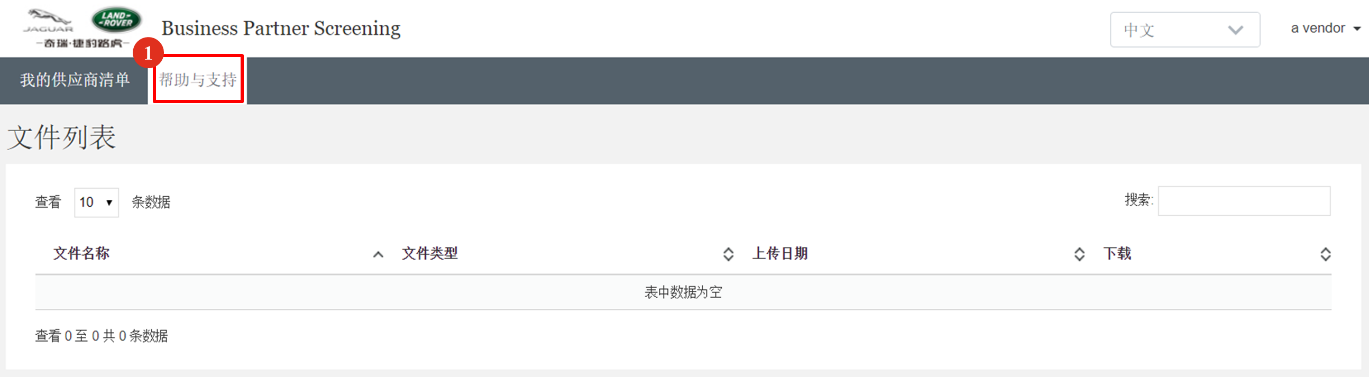 JAGUAR
LAND-
ROVER
奇瑞·捷豹路虎
Business Partner Screening
中文
a vendor
1
我的供应商清单
帮助与支持
文件列表
查看 10 条数据
搜索:
文件名称 文件类型 上传日期 下载
表中数据为空
查看 0 至 0 共 0 条数据